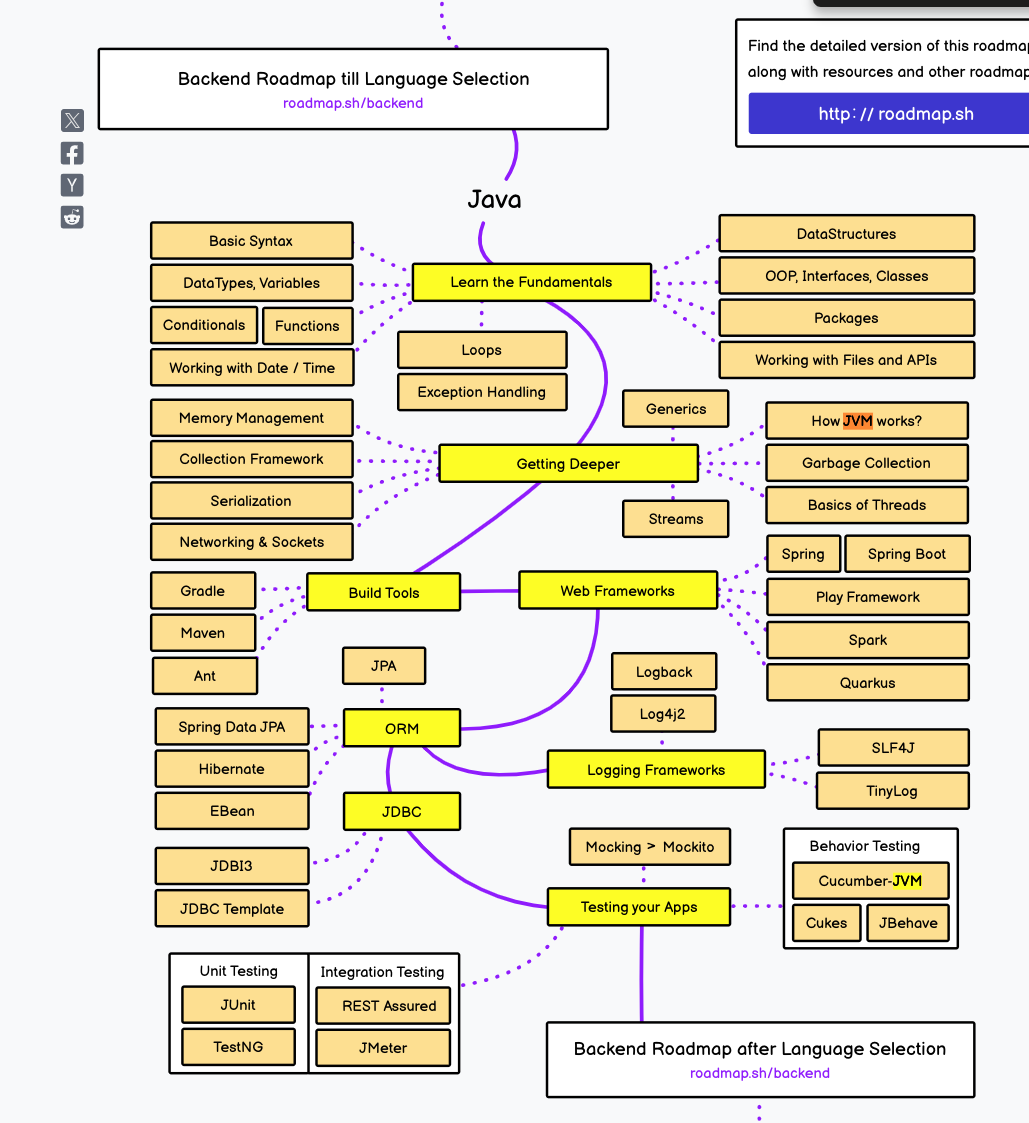 Find the detailed version of this roadmap
along with resources and other roadmap
http://roadmap.sh
Backend Roadmap till Language Selection
roadmap.sh/backend
Java
Learn the Fundamentals
Basic Syntax
DataTypes, Variables
Conditionals
Functions
Working with Date / Time
Loops
Exception Handling
DataStructures
OOP, Interfaces, Classes
Packages
Working with Files and APIs
Getting Deeper
Memory Management
Collection Framework
Serialization
Networking & Sockets
Generics
Streams
How JVM works?
Garbage Collection
Basics of Threads
Build Tools
Gradle
Maven
Ant
Web Frameworks
Spring
Spring Boot
Play Framework
Spark
Quarkus
ORM
JPA
Spring Data JPA
Hibernate
EBean
Logging Frameworks
Logback
Log4j2
SLF4J
TinyLog
JDBC
JDBI3
JDBC Template
Testing your Apps
Mocking > Mockito
Behavior Testing
Cucumber-JVM
Cukes
JBehave
Unit Testing
JUnit
TestNG
Integration Testing
REST Assured
JMeter
Backend Roadmap after Language Selection
roadmap.sh/backend